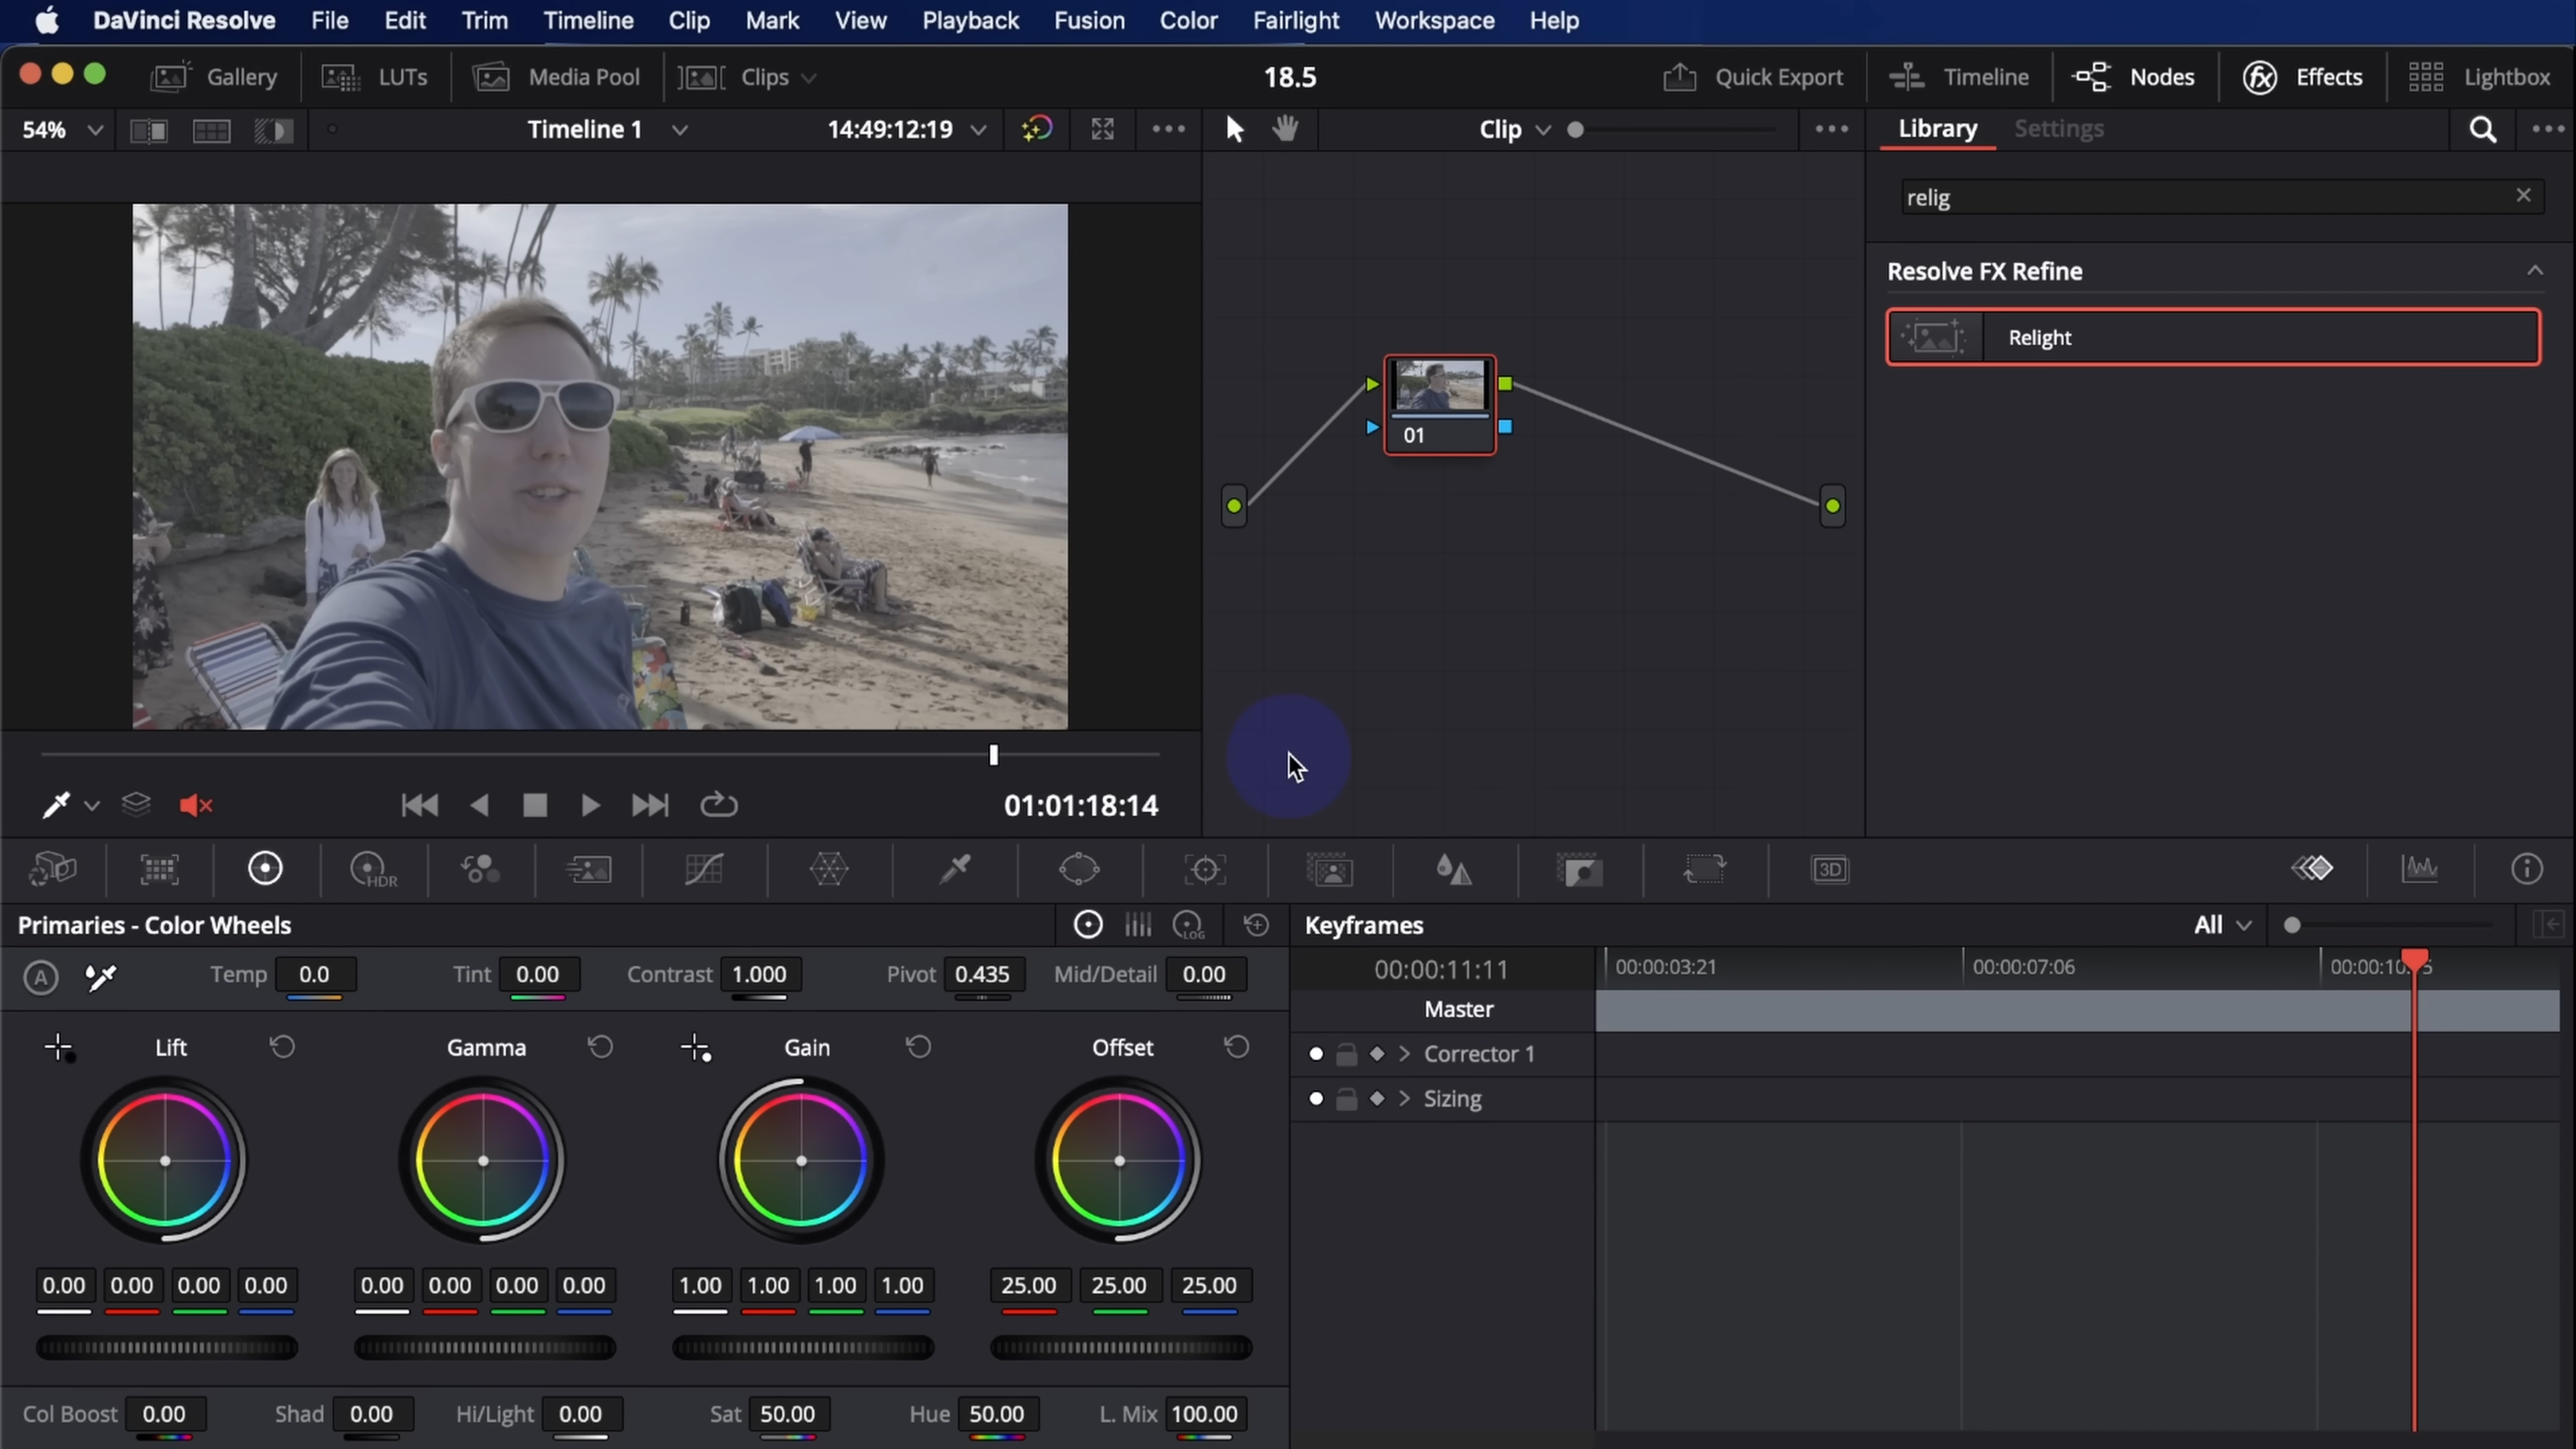 DaVinci Resolve File Edit Trim Timeline Clip Mark View Playback Fusion Color Fairlight Workspace Help
Gallery LUTs Media Pool Clips 18.5 Quick Export Timeline Nodes Effects Lightbox
54% Timeline 1 14:49:12:19 Clip Library Settings
relig
Resolve FX Refine
Relight
01
01:01:18:14
HDR 3D
Primaries - Color Wheels LOG Keyframes All
A Temp 0.0 Tint 0.00 Contrast 1.000 Pivot 0.435 Mid/Detail 0.00
00:00:11:11 00:00:03:21 00:00:07:06
Master
Lift Gamma Gain Offset
Corrector 1
Sizing
0.00 0.00 0.00 0.00 0.00 0.00 0.00 0.00 1.00 1.00 1.00 1.00 25.00 25.00 25.00
Col Boost 0.00 Shad 0.00 Hi/Light 0.00 Sat 50.00 Hue 50.00 L. Mix 100.00